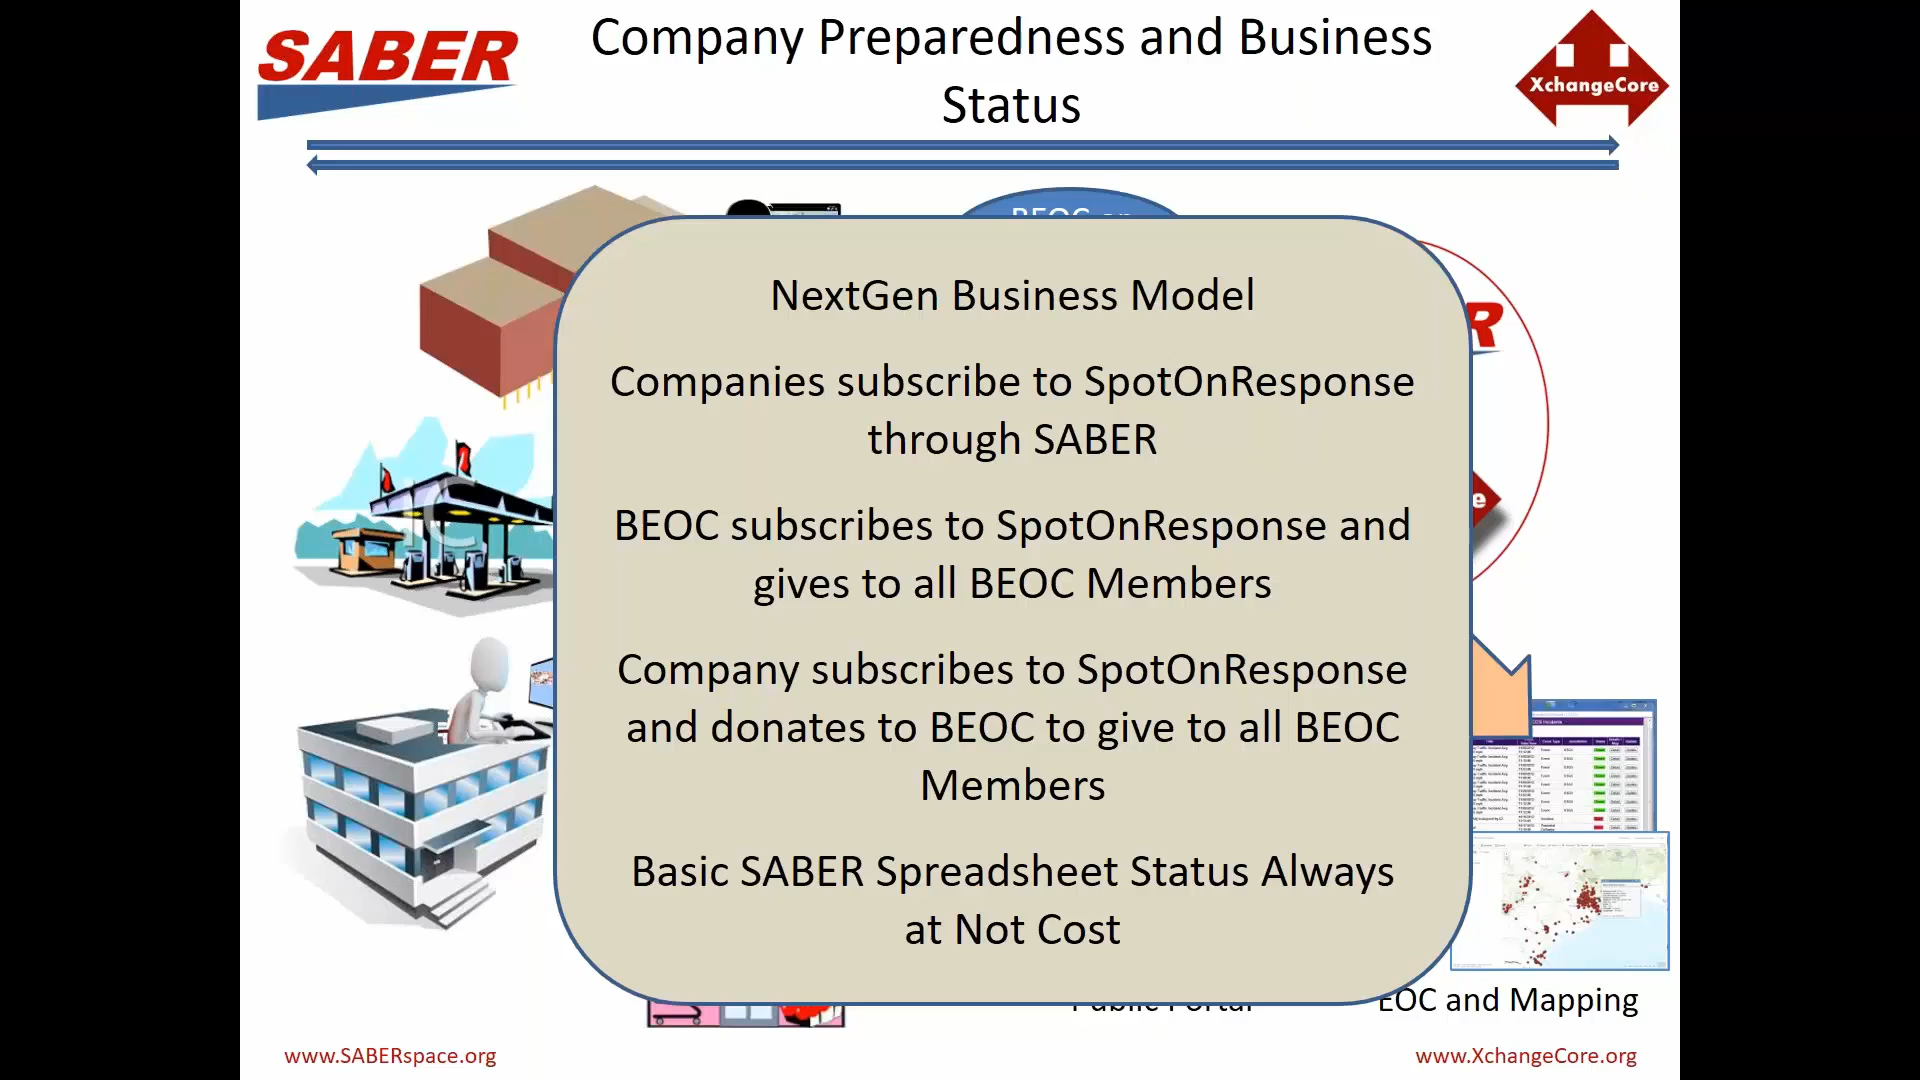 SABER
Company Preparedness and Business
Status
XchangeCore
BEOC
R
NextGen Business Model
Companies subscribe to SpotOnResponse
through SABER
BEOC subscribes to SpotOnResponse and
gives to all BEOC Members
e
Company subscribes to SpotOnResponse
and donates to BEOC to give to all BEOC
Members
Basic SABER Spreadsheet Status Always
at Not Cost
Public Portal
EOC and Mapping
www.SABERspace.org
www.XchangeCore.org